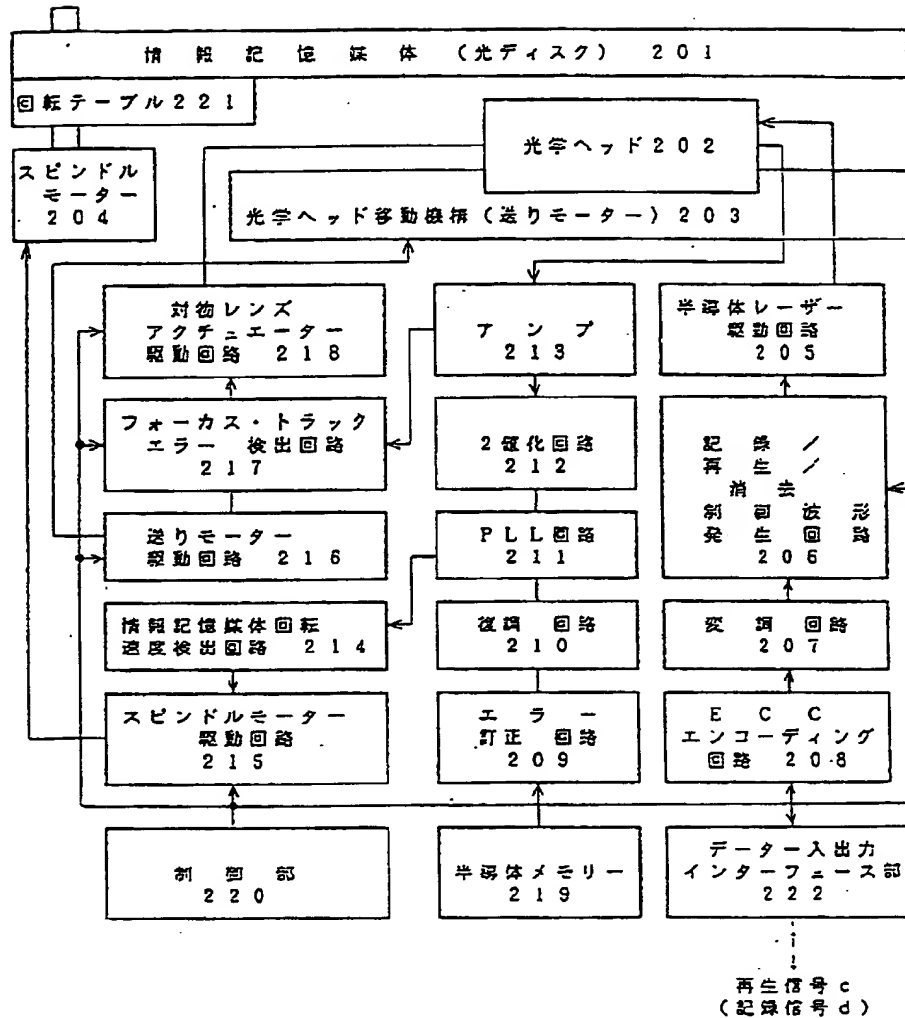 情報記憶媒体（光ディスク）201
回転テーブル221
光学ヘッド202
スピンドル
モーター
204
光学ヘッド移動機構（送りモーター）203
対物レンズ
アクチュエーター
駆動回路 218
アンプ
213
半導体レーザー
駆動回路
205
フォーカス・トラック
エラー 検出回路
217
2値化回路
212
記録／
再生／
消去
制御波形
発生回路
206
送りモーター
駆動回路 216
PLL回路
211
情報記憶媒体回転
速度検出回路 214
復調 回路
210
変調 回路
207
スピンドルモーター
駆動回路
215
エラー
訂正 回路
209
ECC
エンコーディング
回路 208
制御部
220
半導体メモリー
219
データー入出力
インターフェース部
222
再生信号c
（記録信号d）